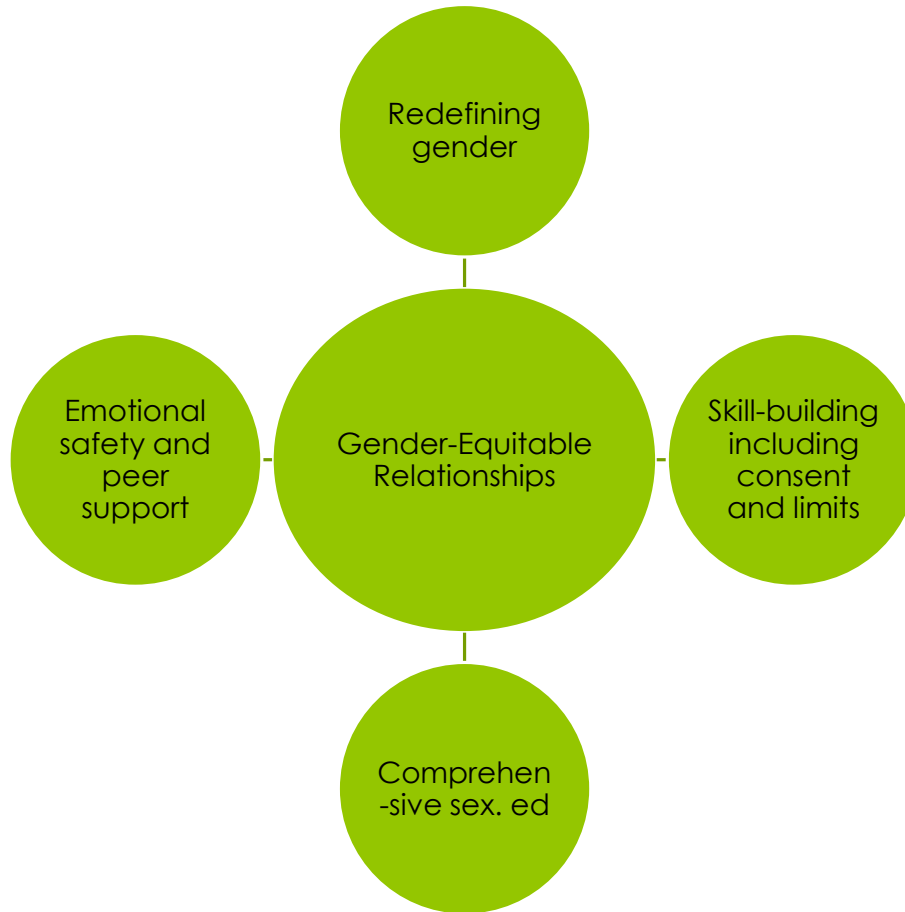 Redefining
gender
Emotional
safety and
peer
support
Gender-Equitable
Relationships
Skill-building
including
consent
and limits
Comprehen
-sive sex. ed